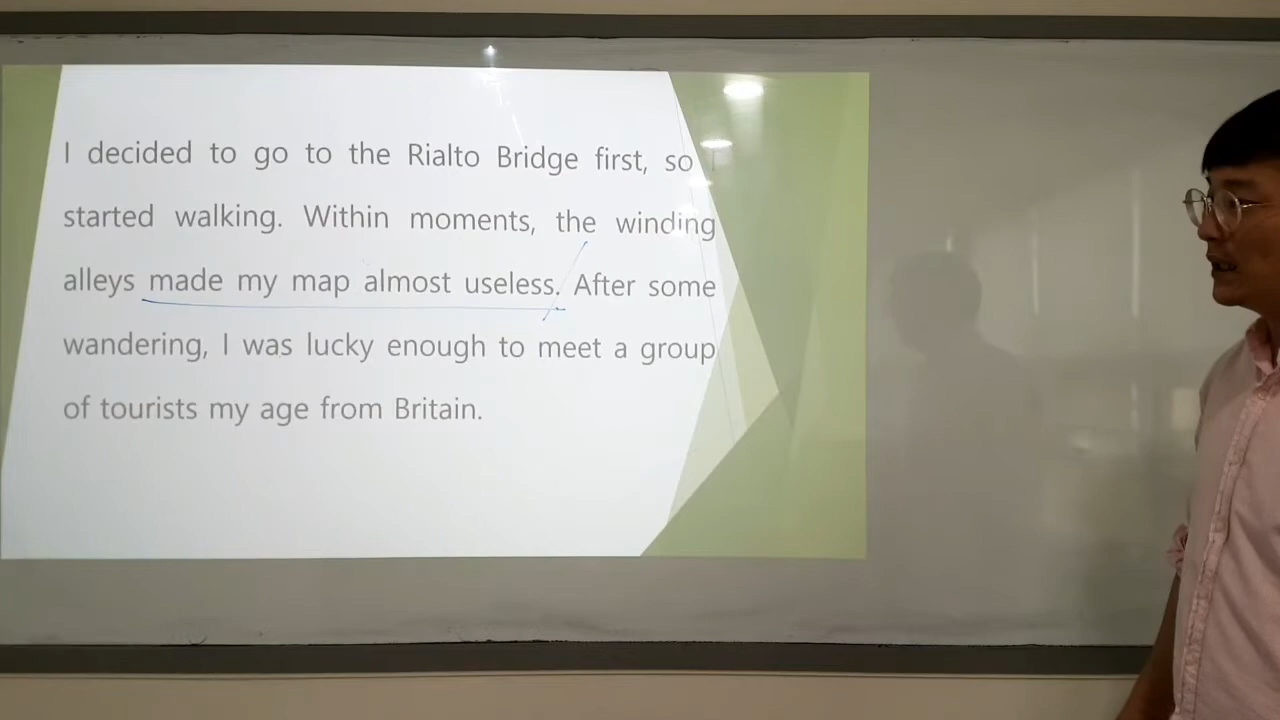 I decided to go to the Rialto Bridge first, so
started walking. Within moments, the winding
alleys made my map almost useless. After some
wandering, I was lucky enough to meet a group
of tourists my age from Britain.